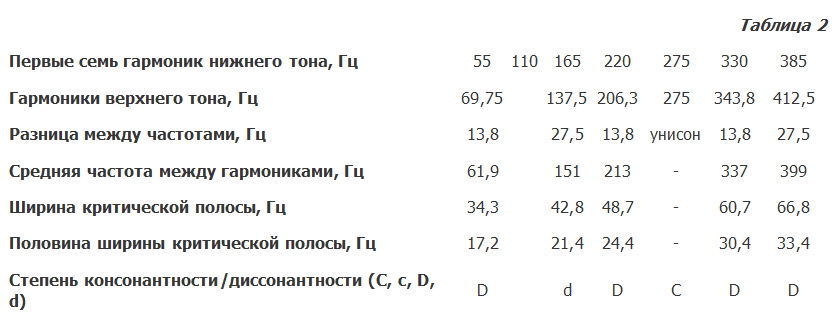 Таблица 2
Первые семь гармоник нижнего тона, Гц 55 110 165 220 275 330 385
Гармоники верхнего тона, Гц 69,75 137,5 206,3 275 343,8 412,5
Разница между частотами, Гц 13,8 27,5 13,8 унисон 13,8 27,5
Средняя частота между гармониками, Гц 61,9 151 213 - 337 399
Ширина критической полосы, Гц 34,3 42,8 48,7 - 60,7 66,8
Половина ширины критической полосы, Гц 17,2 21,4 24,4 - 30,4 33,4
Степень консонантности/диссонантности (C, c, D,
d) D d D C D D